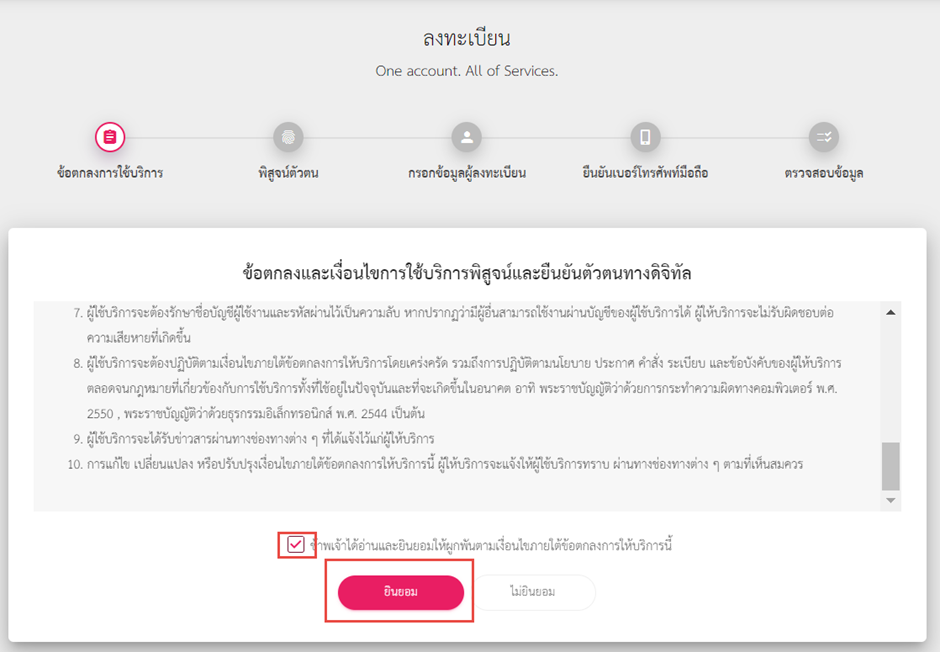 ลงทะเบียน
One account. All of Services.
ข้อตกลงการใช้บริการ
พิสูจน์ตัวตน
กรอกข้อมูลผู้ลงทะเบียน
ยืนยันเบอร์โทรศัพท์มือถือ
ตรวจสอบข้อมูล
ข้อตกลงและเงื่อนไขการใช้บริการพิสูจน์และยืนยันตัวตนทางดิจิทัล
7. ผู้ใช้บริการจะต้องรักษาชื่อบัญชีผู้ใช้งานและรหัสผ่านไว้เป็นความลับ หากปรากฏว่ามีผู้อื่นสามารถใช้งานผ่านบัญชีของผู้ใช้บริการได้ ผู้ให้บริการจะไม่รับผิดชอบต่อ
ความเสียหายที่เกิดขึ้น
8. ผู้ใช้บริการจะต้องปฏิบัติตามเงื่อนไขภายใต้ข้อตกลงการให้บริการโดยเคร่งครัด รวมถึงการปฏิบัติตามนโยบาย ประกาศ คำสั่ง ระเบียบ และข้อบังคับของผู้ให้บริการ
ตลอดจนกฎหมายที่เกี่ยวข้องกับการใช้บริการทั้งที่ใช้อยู่ในปัจจุบันและที่จะเกิดขึ้นในอนาคต อาทิ พระราชบัญญัติว่าด้วยการกระทำความผิดทางคอมพิวเตอร์ พ.ศ.
2550 , พระราชบัญญัติว่าด้วยธุรกรรมอิเล็กทรอนิกส์ พ.ศ. 2544 เป็นต้น
9. ผู้ใช้บริการจะได้รับข่าวสารผ่านทางช่องทางต่าง ๆ ที่ได้แจ้งไว้แก่ผู้ให้บริการ
10. การแก้ไข เปลี่ยนแปลง หรือปรับปรุงเงื่อนไขภายใต้ข้อตกลงการให้บริการนี้ ผู้ให้บริการจะแจ้งให้ผู้ใช้บริการทราบ ผ่านทางช่องทางต่าง ๆ ตามที่เห็นสมควร
ข้าพเจ้าได้อ่านและยินยอมให้ผูกพันตามเงื่อนไขภายใต้ข้อตกลงการให้บริการนี้
ยินยอม
ไม่ยินยอม